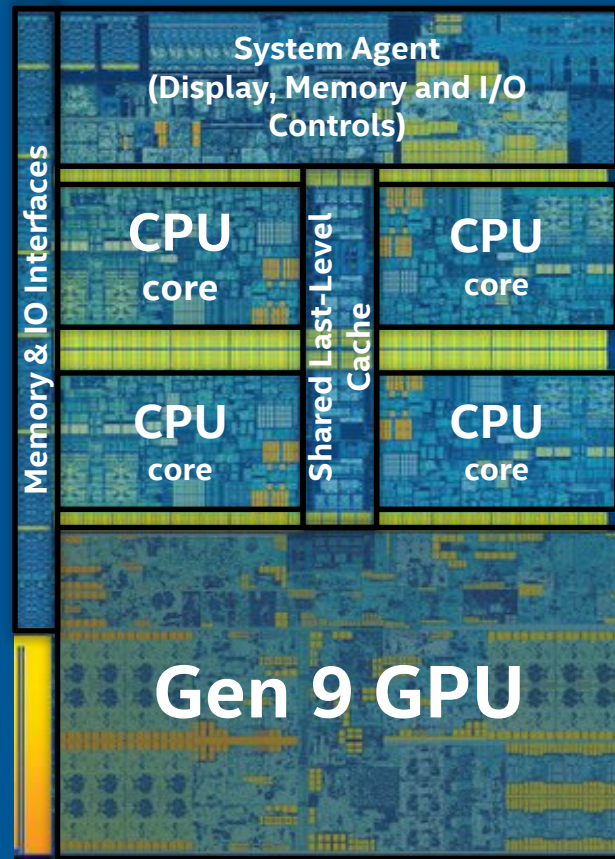 System Agent
(Display, Memory and I/O
Controls)
Memory & IO Interfaces
CPU
core
Shared Last-Level
Cache
CPU
core
CPU
core
CPU
core
Gen 9 GPU